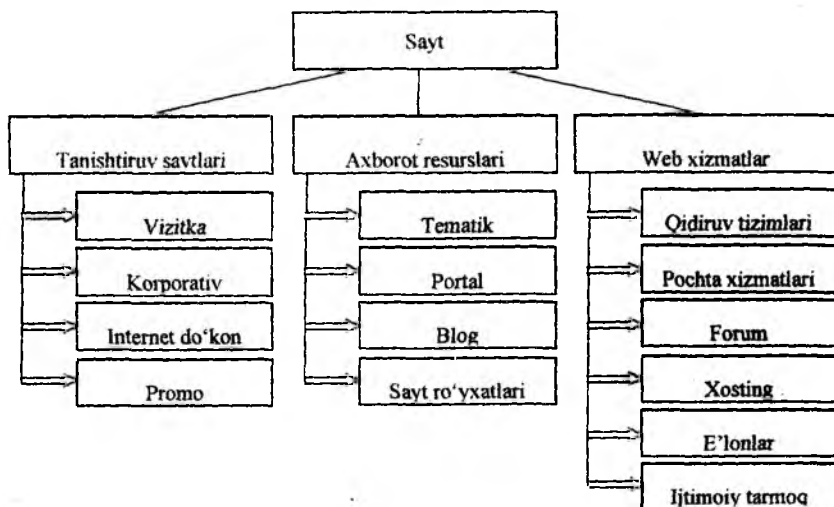 Sayt
Tanishtiruv saytlari
Vizitka
Korporativ
Internet do‘kon
Promo
Axborot resurslari
Tematik
Portal
Blog
Sayt ro‘yxatlari
Web xizmatlar
Qidiruv tizimlari
Pochta xizmatlari
Forum
Xosting
E’lonlar
Ijtimoiy tarmoq